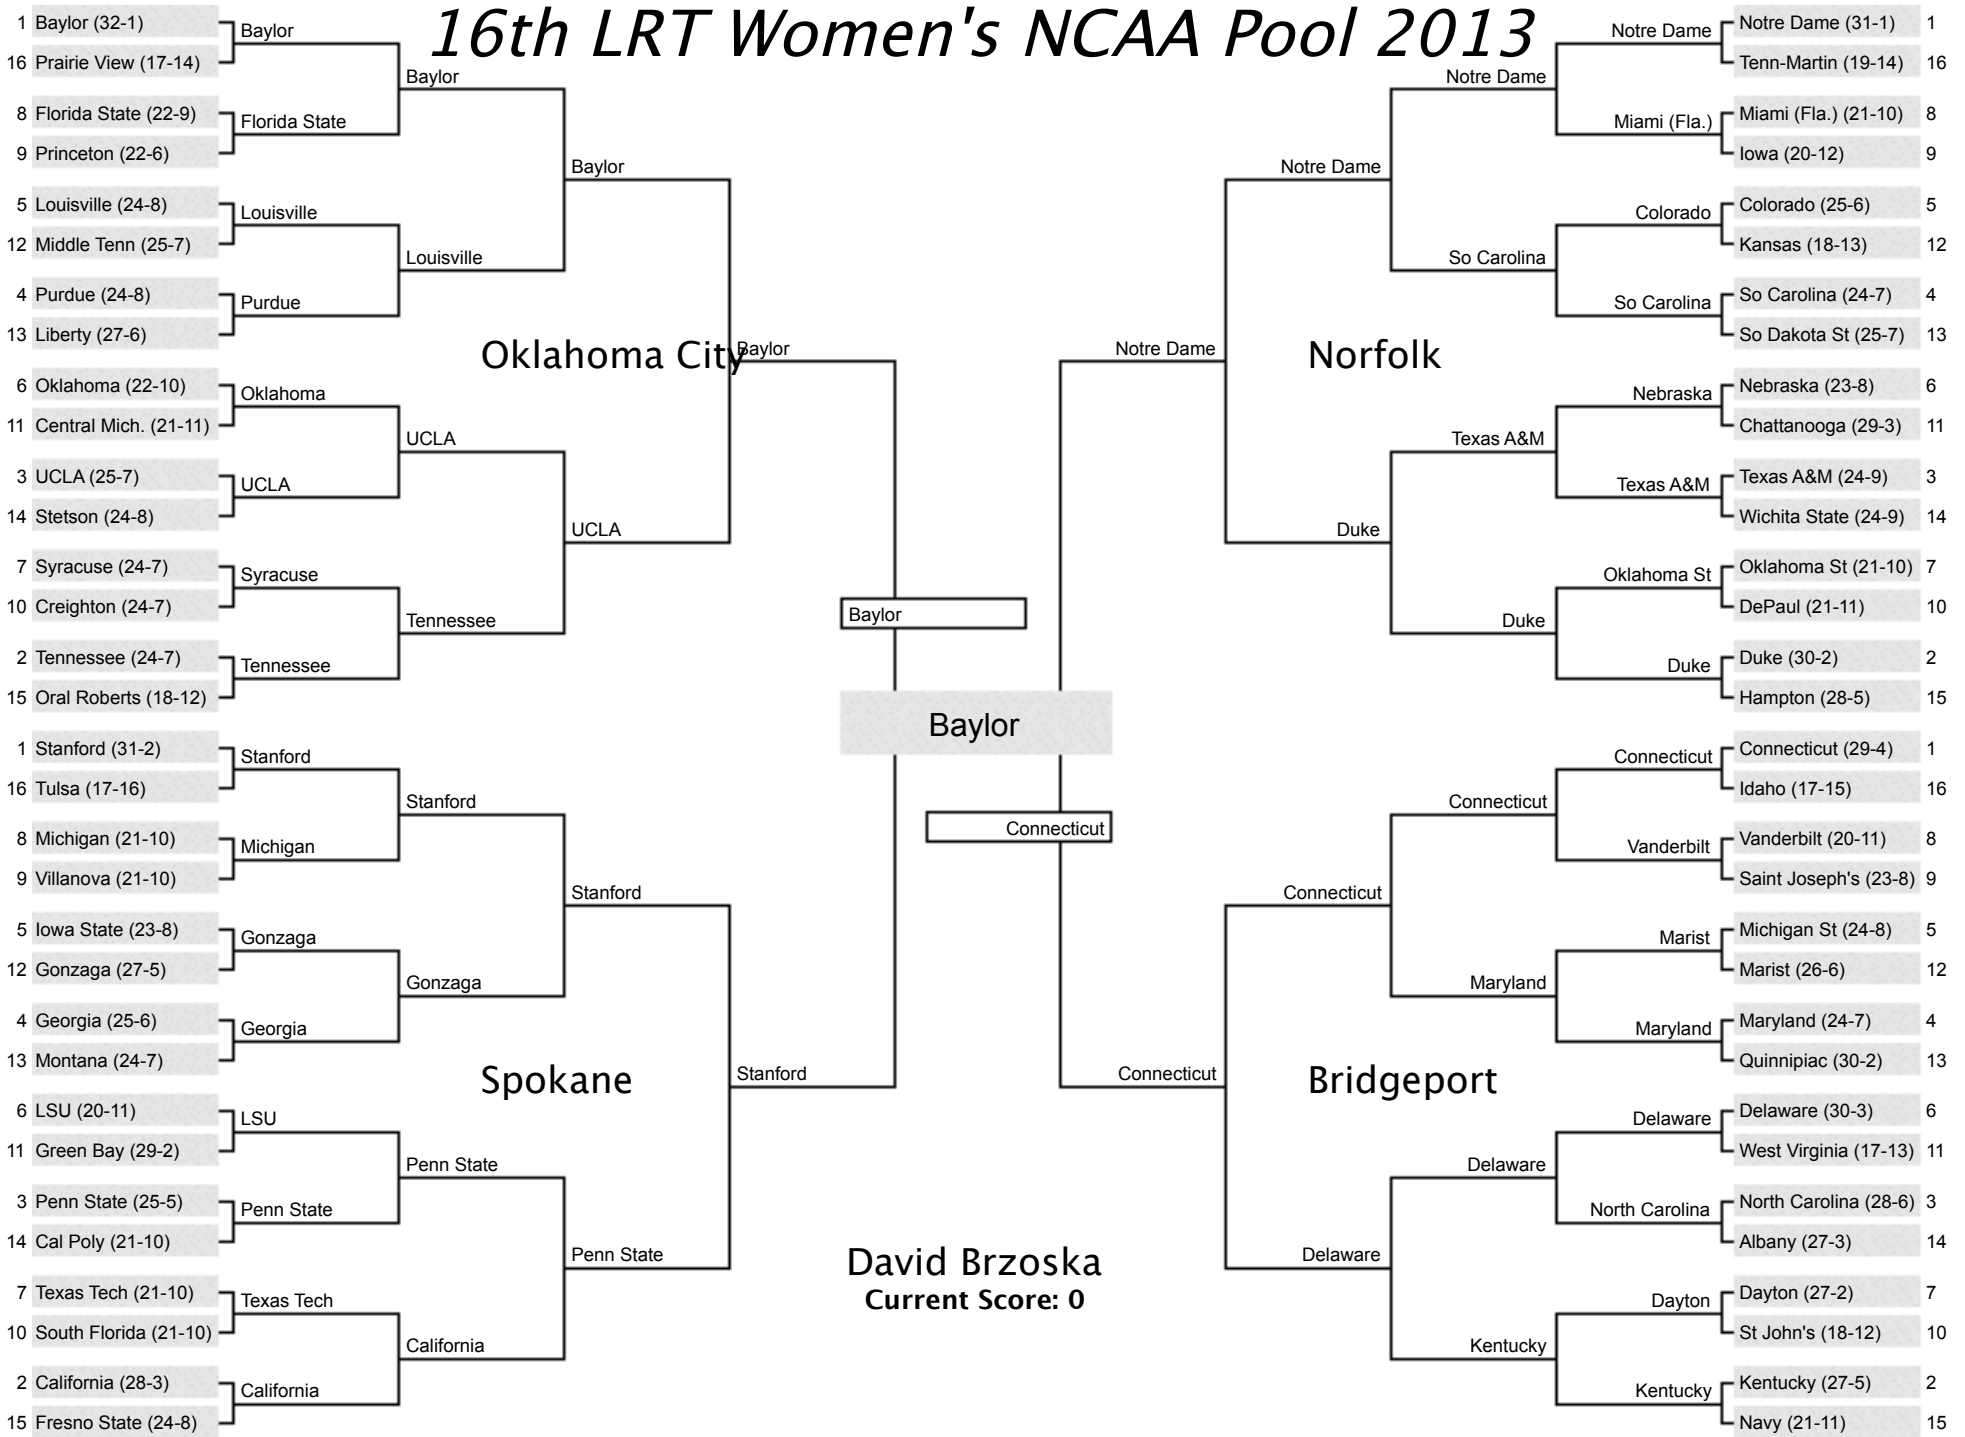 16th LRT Women's NCAA Pool 2013
1 Baylor (32-1)
16 Prairie View (17-14)
8 Florida State (22-9)
9 Princeton (22-6)
5 Louisville (24-8)
12 Middle Tenn (25-7)
4 Purdue (24-8)
13 Liberty (27-6)
6 Oklahoma (22-10)
11 Central Mich. (21-11)
3 UCLA (25-7)
14 Stetson (24-8)
7 Syracuse (24-7)
10 Creighton (24-7)
2 Tennessee (24-7)
15 Oral Roberts (18-12)
Baylor
Florida State
Louisville
Purdue
Oklahoma
UCLA
Syracuse
Tennessee
Baylor
Louisville
UCLA
Tennessee
Baylor
UCLA
Oklahoma City
Baylor
1 Stanford (31-2)
16 Tulsa (17-16)
8 Michigan (21-10)
9 Villanova (21-10)
5 Iowa State (23-8)
12 Gonzaga (27-5)
4 Georgia (25-6)
13 Montana (24-7)
6 LSU (20-11)
11 Green Bay (29-2)
3 Penn State (25-5)
14 Cal Poly (21-10)
7 Texas Tech (21-10)
10 South Florida (21-10)
2 California (28-3)
15 Fresno State (24-8)
Stanford
Michigan
Gonzaga
Georgia
LSU
Penn State
Texas Tech
California
Stanford
Gonzaga
Penn State
California
Stanford
Penn State
Spokane
Stanford
Baylor
Baylor
Connecticut
Notre Dame (31-1) 1
Tenn-Martin (19-14) 16
Miami (Fla.) (21-10) 8
Iowa (20-12) 9
Colorado (25-6) 5
Kansas (18-13) 12
So Carolina (24-7) 4
So Dakota St (25-7) 13
Nebraska (23-8) 6
Chattanooga (29-3) 11
Texas A&M (24-9) 3
Wichita State (24-9) 14
Oklahoma St (21-10) 7
DePaul (21-11) 10
Duke (30-2) 2
Hampton (28-5) 15
Notre Dame
Miami (Fla.)
Colorado
So Carolina
Nebraska
Texas A&M
Oklahoma St
Duke
Notre Dame
So Carolina
Texas A&M
Duke
Notre Dame
Duke
Norfolk
Notre Dame
Connecticut (29-4) 1
Idaho (17-15) 16
Vanderbilt (20-11) 8
Saint Joseph's (23-8) 9
Michigan St (24-8) 5
Marist (26-6) 12
Maryland (24-7) 4
Quinnipiac (30-2) 13
Delaware (30-3) 6
West Virginia (17-13) 11
North Carolina (28-6) 3
Albany (27-3) 14
Dayton (27-2) 7
St John's (18-12) 10
Kentucky (27-5) 2
Navy (21-11) 15
Connecticut
Vanderbilt
Marist
Maryland
Delaware
North Carolina
Dayton
Kentucky
Connecticut
Maryland
Delaware
Kentucky
Connecticut
Delaware
Bridgeport
Connecticut
David Brzoska
Current Score: 0